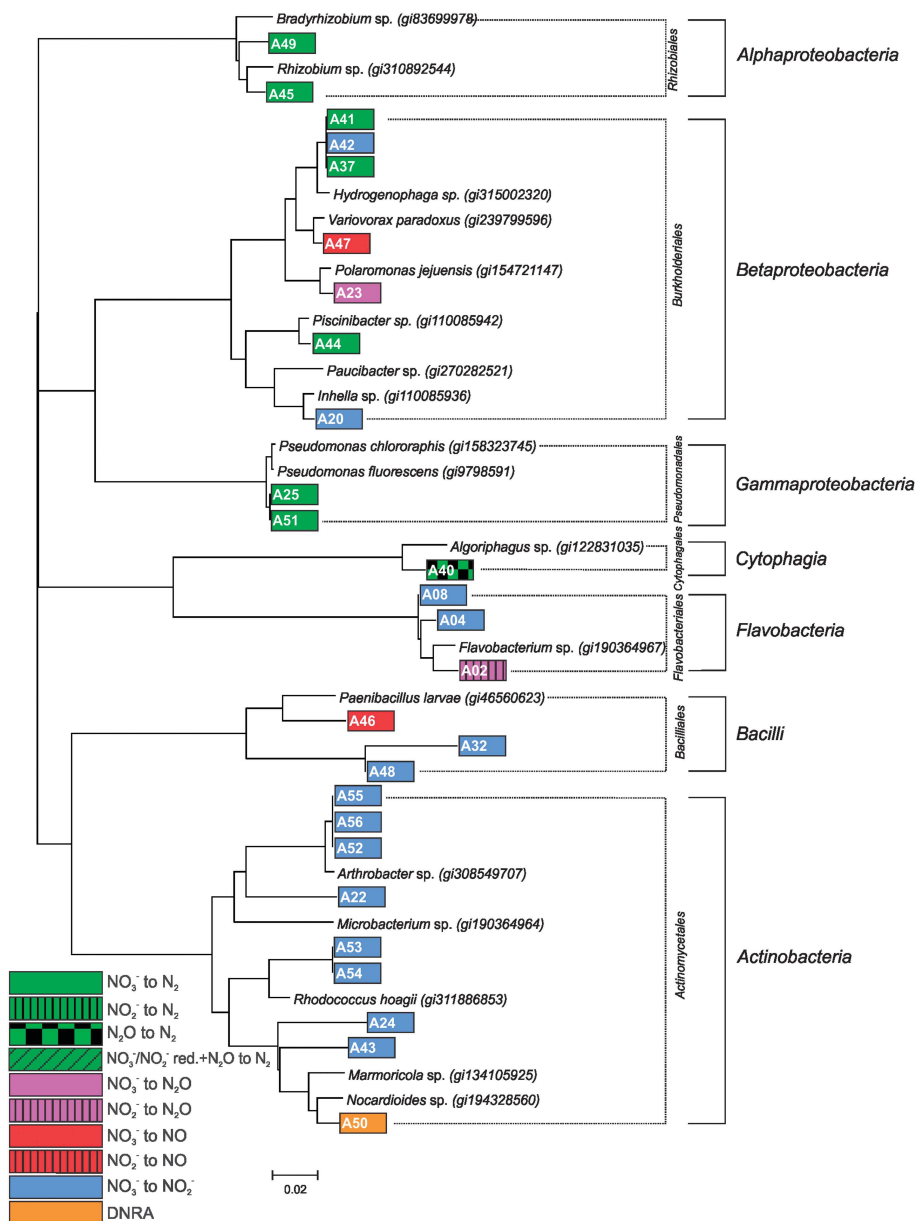 Bradyrhizobium sp. (gi83699978)
A49
Rhizobium sp. (gi310892544)
A45
Rhizobiales
Alphaproteobacteria
A41
A42
A37
Hydrogenophaga sp. (gi315002320)
Variovorax paradoxus (gi239799596)
A47
Polaromonas jejuensis (gi154721147)
A23
Piscinibacter sp. (gi110085942)
A44
Paucibacter sp. (gi270282521)
Inhella sp. (gi110085936)
A20
Burkholderiales
Betaproteobacteria
Pseudomonas chlororaphis (gi158323745)
Pseudomonas fluorescens (gi9798591)
A25
A51
Pseudomonadales
Gammaproteobacteria
Algoriphagus sp. (gi122831035)
A40
Cytophagales
Cytophagia
A08
A04
Flavobacterium sp. (gi190364967)
A02
Flavobacteriales
Flavobacteria
Paenibacillus larvae (gi46560623)
A46
A32
A48
Bacilliales
Bacilli
A55
A56
A52
Arthrobacter sp. (gi308549707)
A22
Microbacterium sp. (gi190364964)
A53
A54
Rhodococcus hoagii (gi311886853)
A24
A43
Marmoricola sp. (gi134105925)
Nocardioides sp. (gi194328560)
A50
Actinomycetales
Actinobacteria
NO₃⁻ to N₂
NO₂⁻ to N₂
N₂O to N₂
NO₃⁻/NO₂⁻ red.+N₂O to N₂
NO₃⁻ to N₂O
NO₂⁻ to N₂O
NO₃⁻ to NO
NO₂⁻ to NO
NO₃⁻ to NO₂⁻
DNRA
0.02